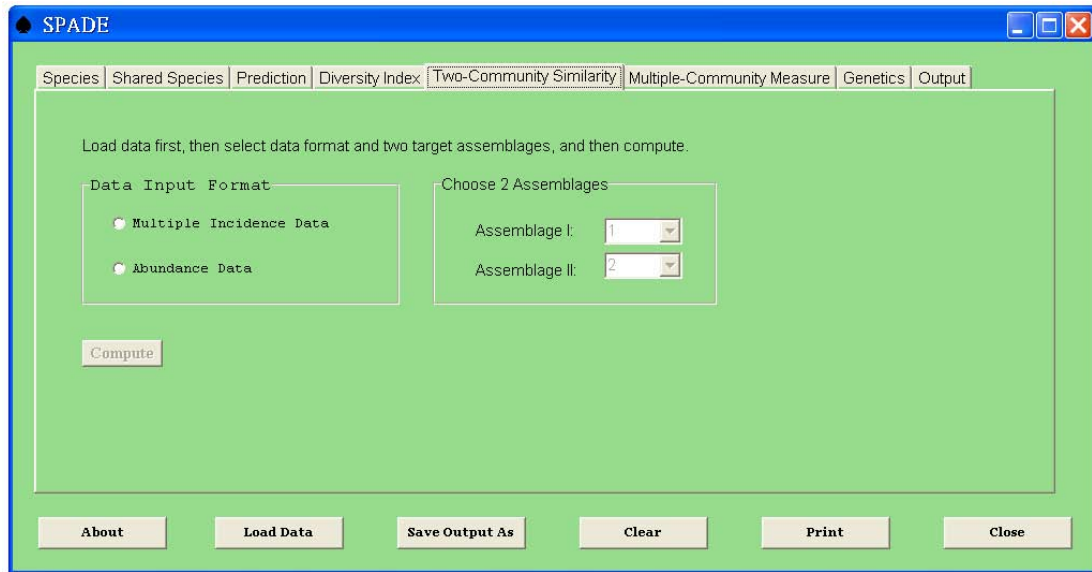 SPADE
Species Shared Species Prediction Diversity Index Two-Community Similarity Multiple-Community Measure Genetics Output
Load data first, then select data format and two target assemblages, and then compute.
Data Input Format
Multiple Incidence Data
Abundance Data
Choose 2 Assemblages
Assemblage I: 1
Assemblage II: 2
Compute
About Load Data Save Output As Clear Print Close